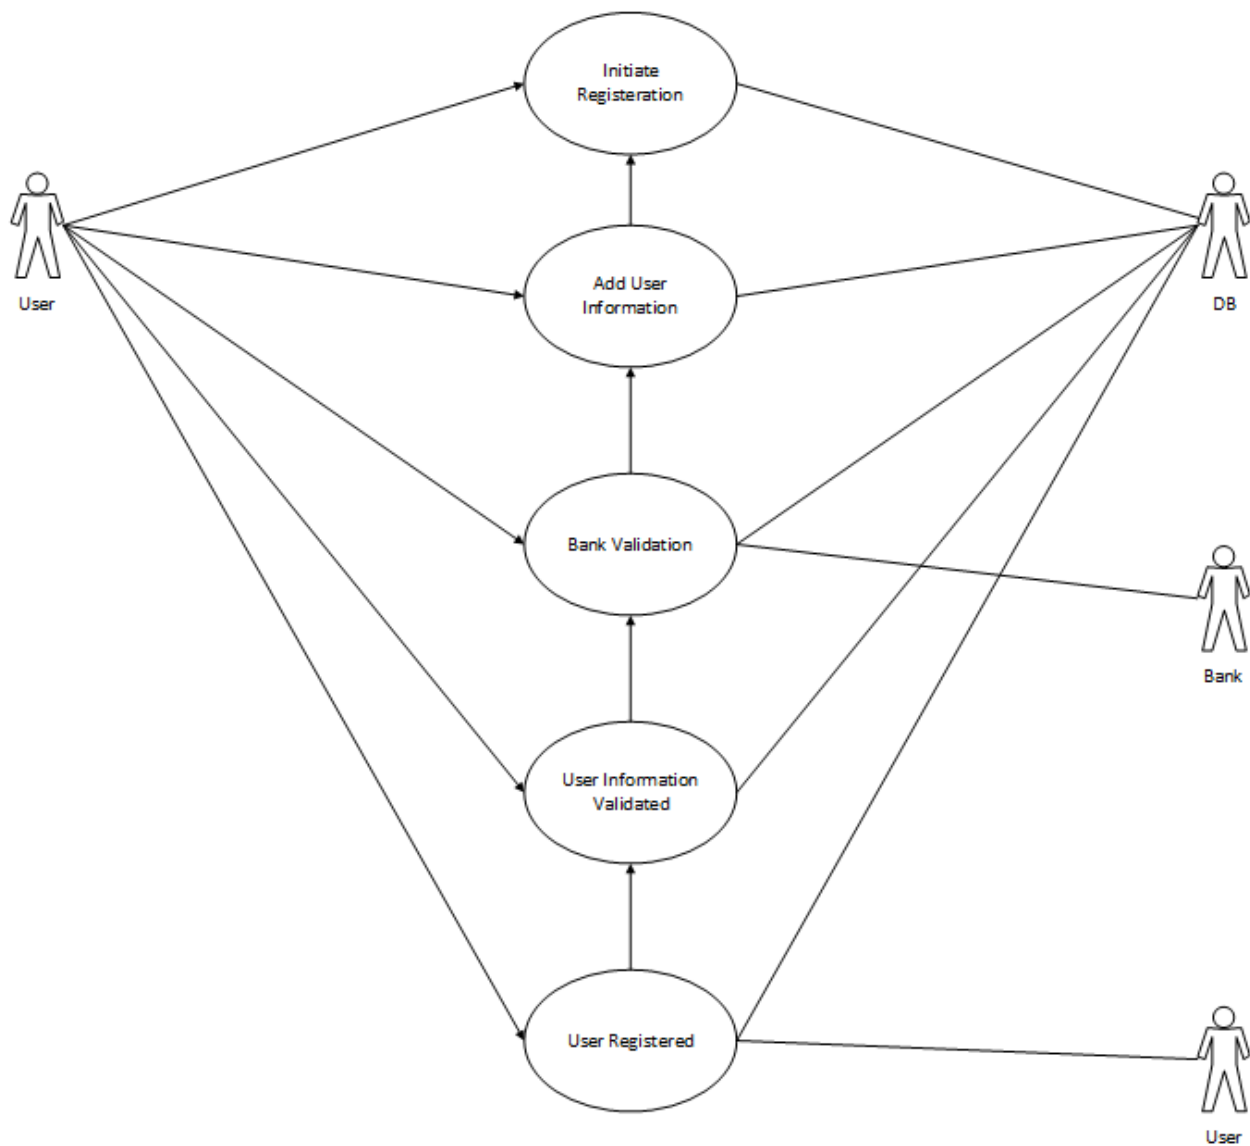 Initiate
Registeration
User
Add User
Information
DB
Bank Validation
Bank
User Information
Validated
User Registered
User